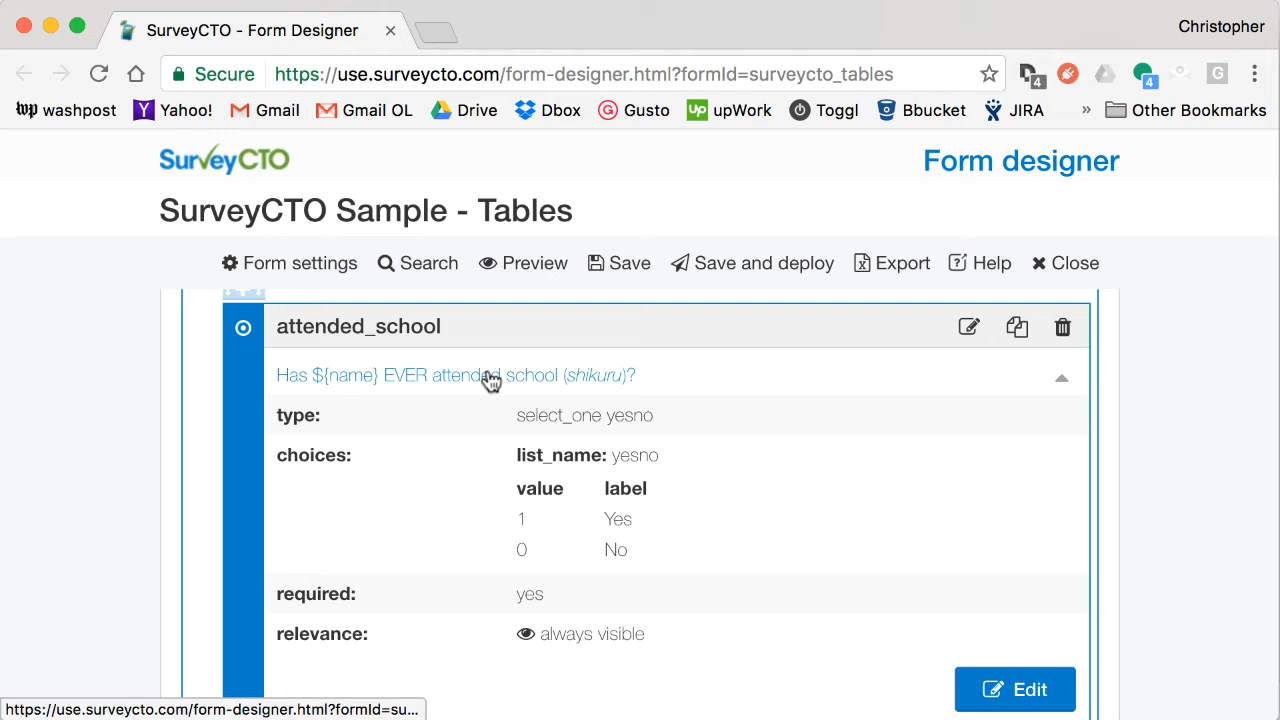 SurveyCTO - Form Designer
Christopher
Secure https://use.surveycto.com/form-designer.html?formId=surveycto_tables
4 4 G
wp washpost Yahoo! Gmail Gmail OL Drive Dbox Gusto upWork Toggl Bbucket JIRA » Other Bookmarks
SurveyCTO Form designer
SurveyCTO Sample - Tables
Form settings Search Preview Save Save and deploy Export Help Close
attended_school
Has ${name} EVER attended school (shikuru)?
type: select_one yesno
choices: list_name: yesno
value label
1 Yes
0 No
required: yes
relevance: always visible
Edit
https://use.surveycto.com/form-designer.html?formId=su...